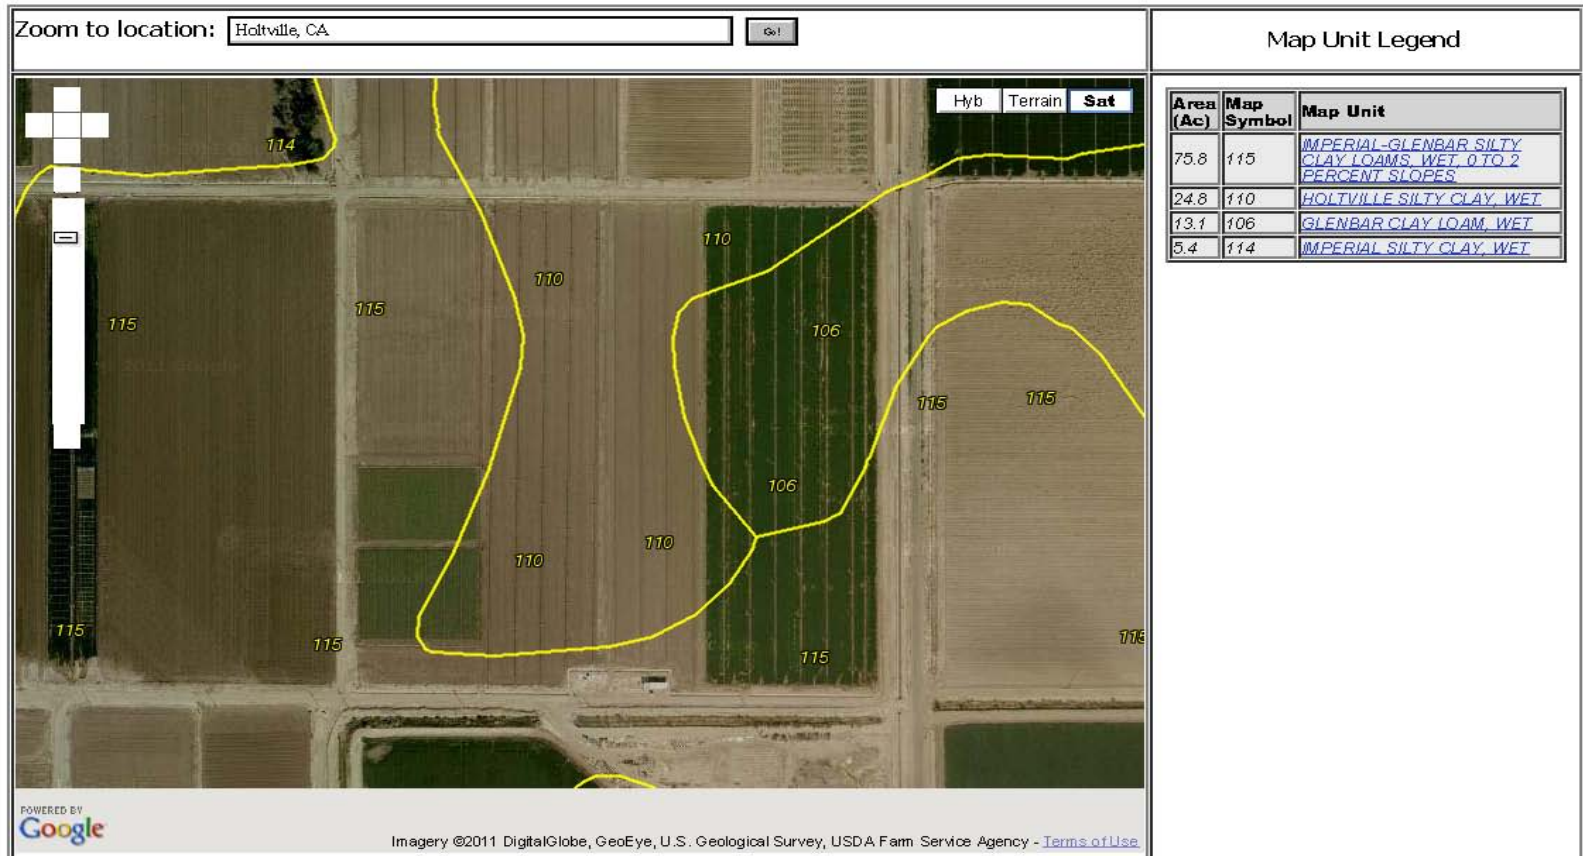 Zoom to location: Holtville, CA Go!
Map Unit Legend
Hyb Terrain Sat
Area (Ac) Map Symbol Map Unit
75.8 115 IMPERIAL-GLENBAR SILTY
CLAY LOAMS, WET, 0 TO 2
PERCENT SLOPES
24.8 110 HOLTVILLE SILTY CLAY, WET
13.1 106 GLENBAR CLAY LOAM, WET
5.4 114 IMPERIAL SILTY CLAY, WET
114
110
110
115
115
106
115
115
106
110
110
115
115
115
115
POWERED BY
Google
Imagery ©2011 DigitalGlobe, GeoEye, U.S. Geological Survey, USDA Farm Service Agency - Terms of Use